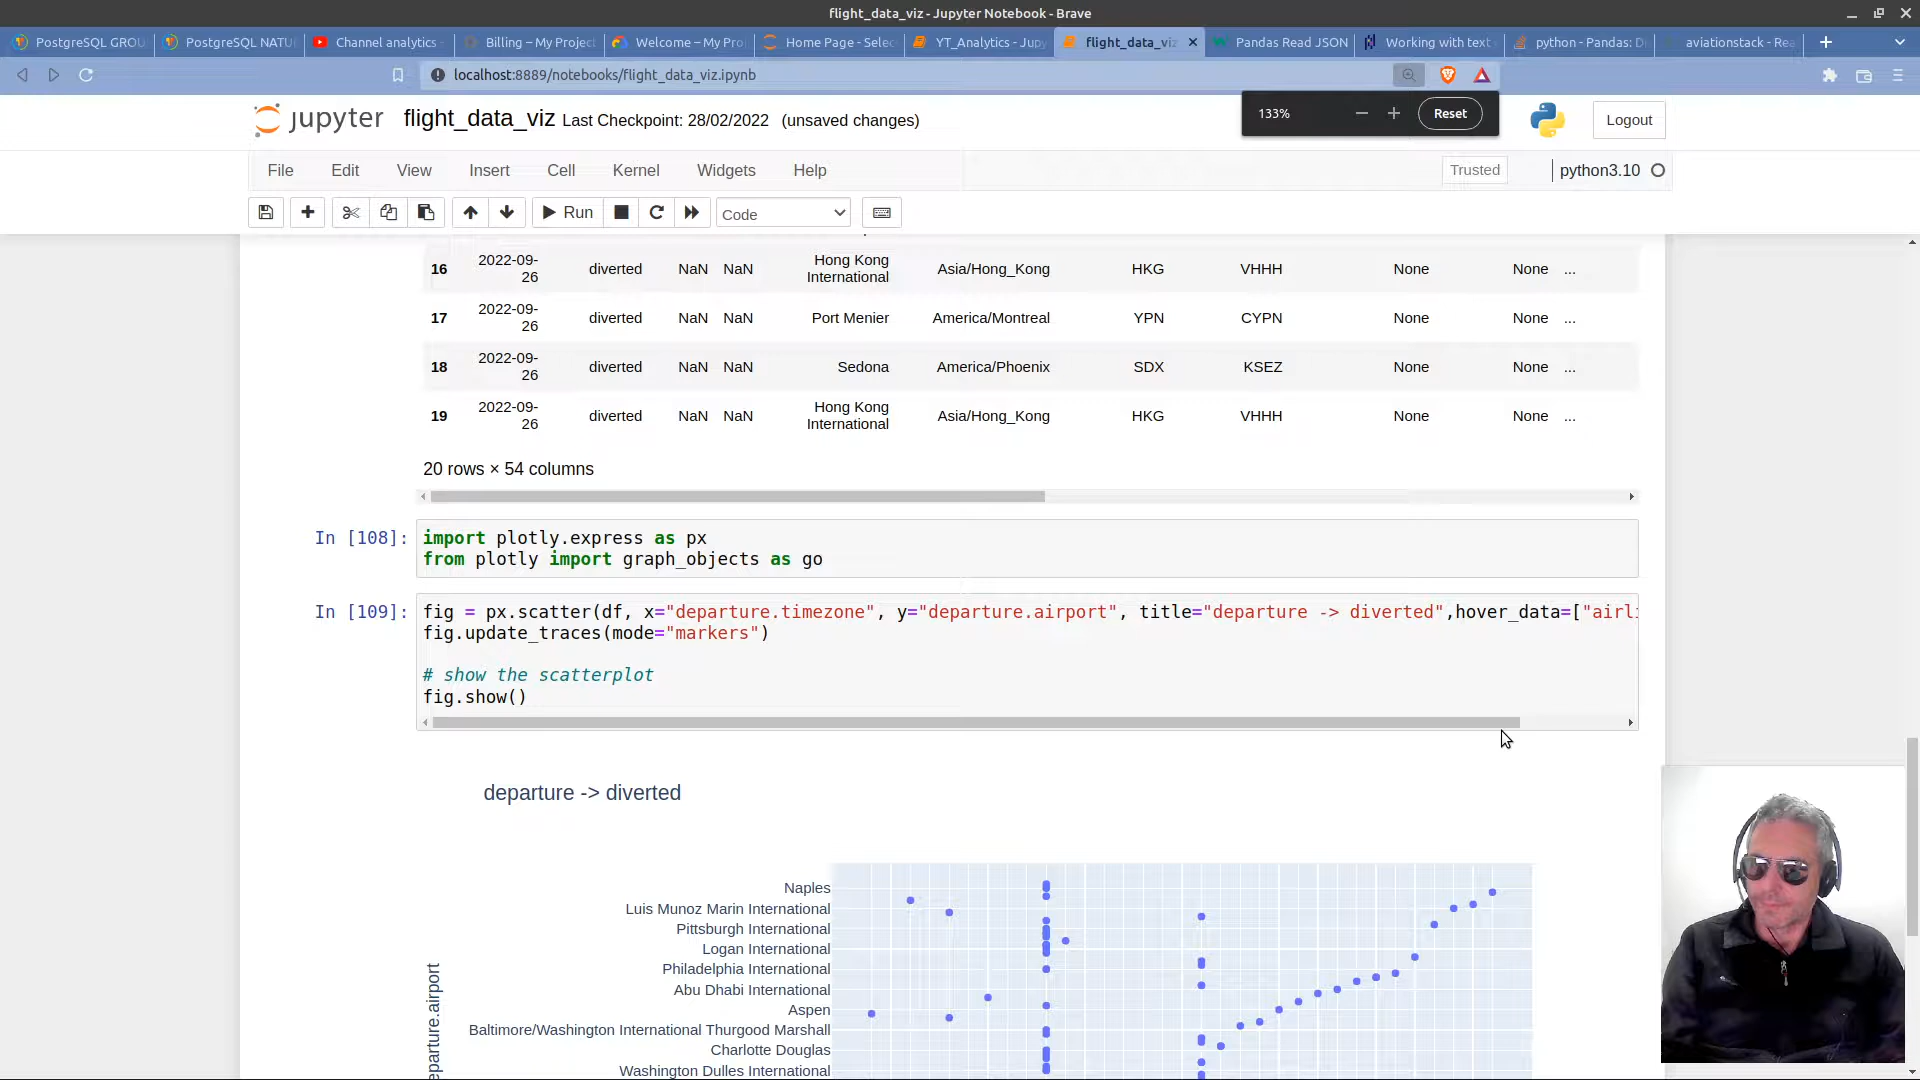 flight_data_viz - Jupyter Notebook - Brave
PostgreSQL GROU
PostgreSQL NATU
Channel analytics -
Billing – My Project
Welcome – My Pro
Home Page - Selec
YT_Analytics - Jupy
flight_data_viz
Pandas Read JSON
Working with text
python - Pandas: D
aviationstack - Rea
localhost:8889/notebooks/flight_data_viz.ipynb
133%
Reset
jupyter
flight_data_viz Last Checkpoint: 28/02/2022 (unsaved changes)
Logout
File Edit View Insert Cell Kernel Widgets Help
Trusted
python3.10
Run
Code
16 2022-09-26 diverted NaN NaN Hong Kong International Asia/Hong_Kong HKG VHHH None None ...
17 2022-09-26 diverted NaN NaN Port Menier America/Montreal YPN CYPN None None ...
18 2022-09-26 diverted NaN NaN Sedona America/Phoenix SDX KSEZ None None ...
19 2022-09-26 diverted NaN NaN Hong Kong International Asia/Hong_Kong HKG VHHH None None ...
20 rows × 54 columns
In [108]: import plotly.express as px
from plotly import graph_objects as go
In [109]: fig = px.scatter(df, x="departure.timezone", y="departure.airport", title="departure -> diverted",hover_data=["airli
fig.update_traces(mode="markers")
# show the scatterplot
fig.show()
departure -> diverted
Naples
Luis Munoz Marin International
Pittsburgh International
Logan International
Philadelphia International
Abu Dhabi International
Aspen
Baltimore/Washington International Thurgood Marshall
Charlotte Douglas
Washington Dulles International
eparture.airport